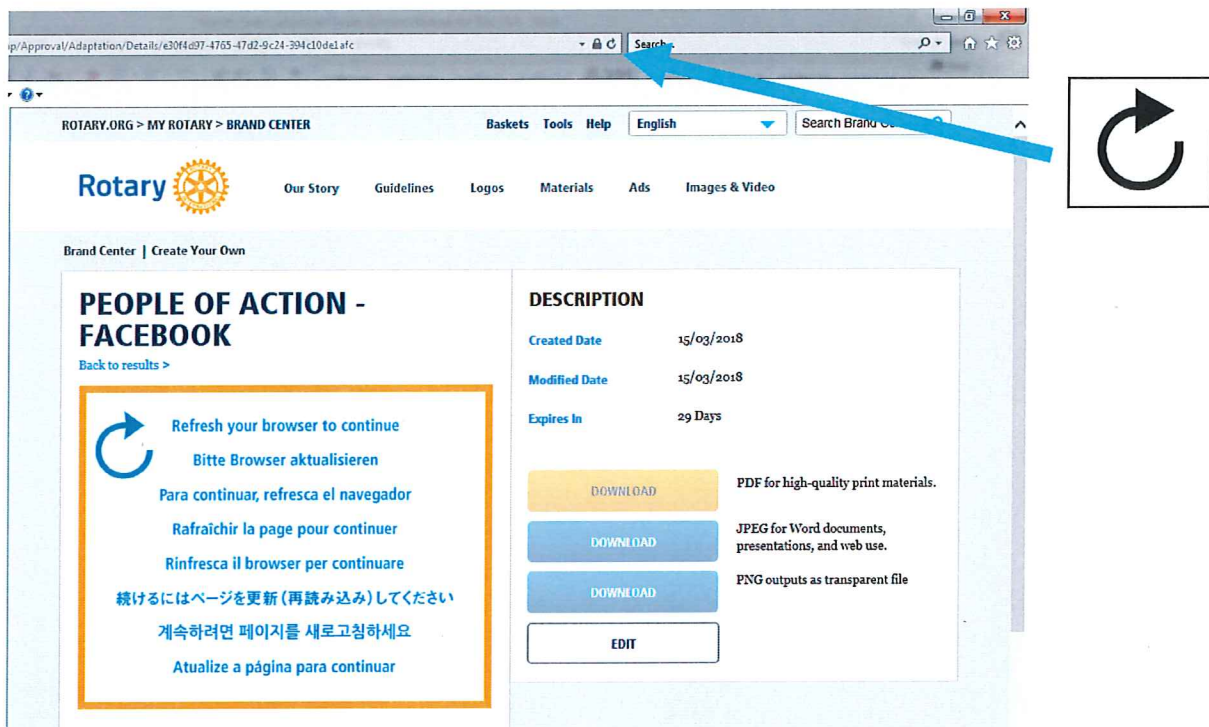 op/Approval/Adaptation/Details/e30f4d97-4765-47d2-9c24-394c10de1afc
Search
ROTARY.ORG > MY ROTARY > BRAND CENTER
Baskets Tools Help English Search Brand
Rotary
Our Story Guidelines Logos Materials Ads Images & Video
Brand Center | Create Your Own
PEOPLE OF ACTION -
FACEBOOK
Back to results >
Refresh your browser to continue
Bitte Browser aktualisieren
Para continuar, refresca el navegador
Rafraîchir la page pour continuer
Rinfresca il browser per continuare
続けるにはページを更新（再読み込み）してください
계속하려면 페이지를 새로고침하세요
Atualize a página para continuar
DESCRIPTION
Created Date 15/03/2018
Modified Date 15/03/2018
Expires In 29 Days
DOWNLOAD PDF for high-quality print materials.
DOWNLOAD JPEG for Word documents,
presentations, and web use.
DOWNLOAD PNG outputs as transparent file
EDIT